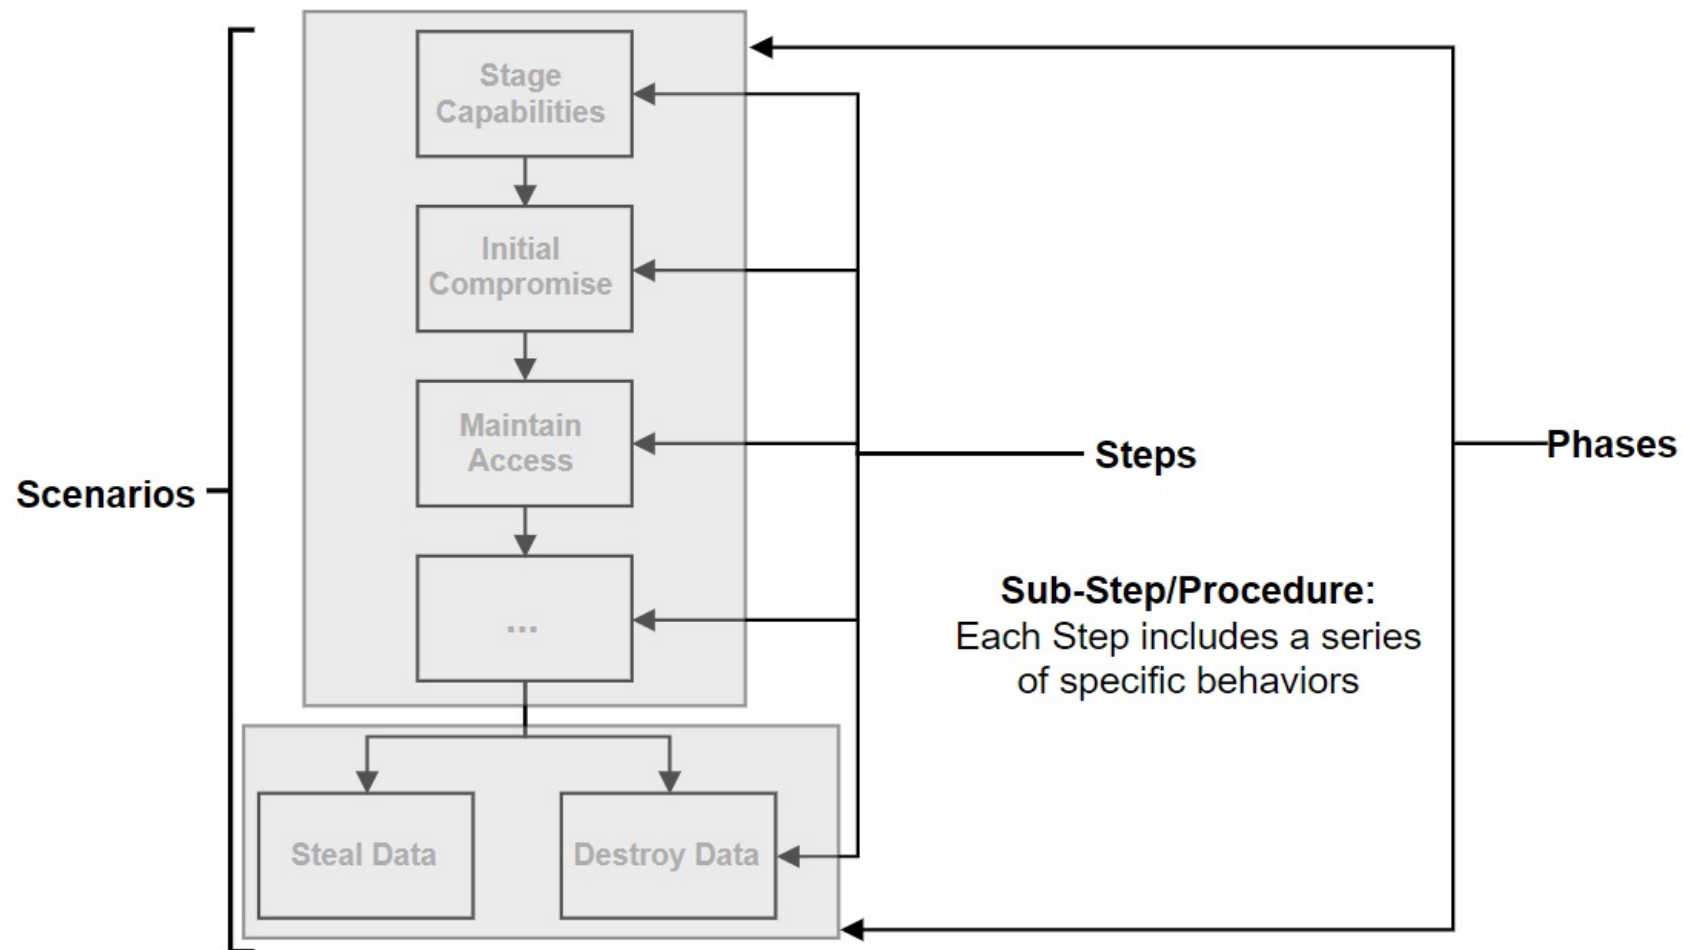 Stage
Capabilities
Initial
Compromise
Maintain
Access
...
Steal Data
Destroy Data
Scenarios
Steps
Phases
Sub-Step/Procedure:
Each Step includes a series
of specific behaviors